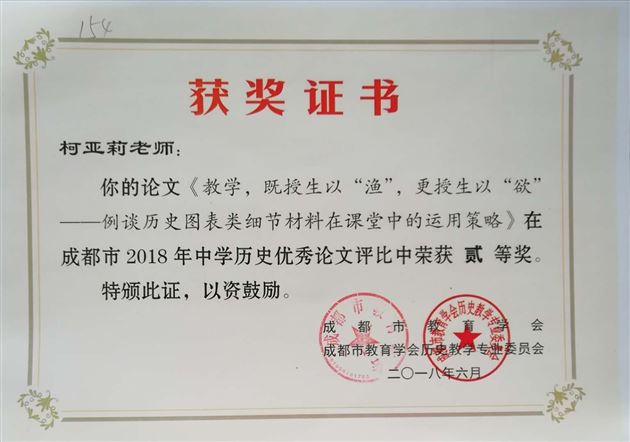 154
获奖证书
柯亚莉老师：
你的论文《教学，既授生以“渔”，更授生以“欲”
——例谈历史图表类细节材料在课堂中的运用策略》在
成都市2018年中学历史优秀论文评比中荣获 贰 等奖。
特颁此证，以资鼓励。
成都市教育学会
成都市教育学会历史教学专业委员会
二〇一八年六月